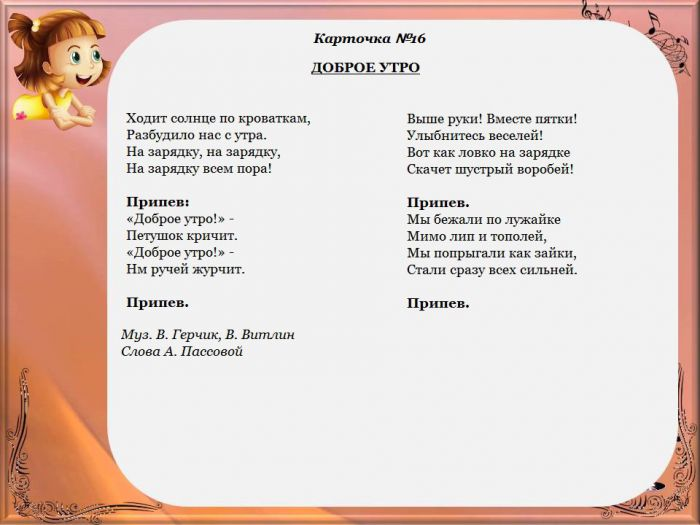 Карточка №16
ДОБРОЕ УТРО
Ходит солнце по кроваткам,
Разбудило нас с утра.
На зарядку, на зарядку,
На зарядку всем пора!
Припев:
«Доброе утро!» -
Петушок кричит.
«Доброе утро!» -
Нм ручей журчит.
Припев.
Муз. В. Герчик, В. Витлин
Слова А. Пассовой
Выше руки! Вместе пятки!
Улыбнитесь веселей!
Вот как ловко на зарядке
Скачет шустрый воробей!
Припев.
Мы бежали по лужайке
Мимо лип и тополей,
Мы попрыгали как зайки,
Стали сразу всех сильней.
Припев.